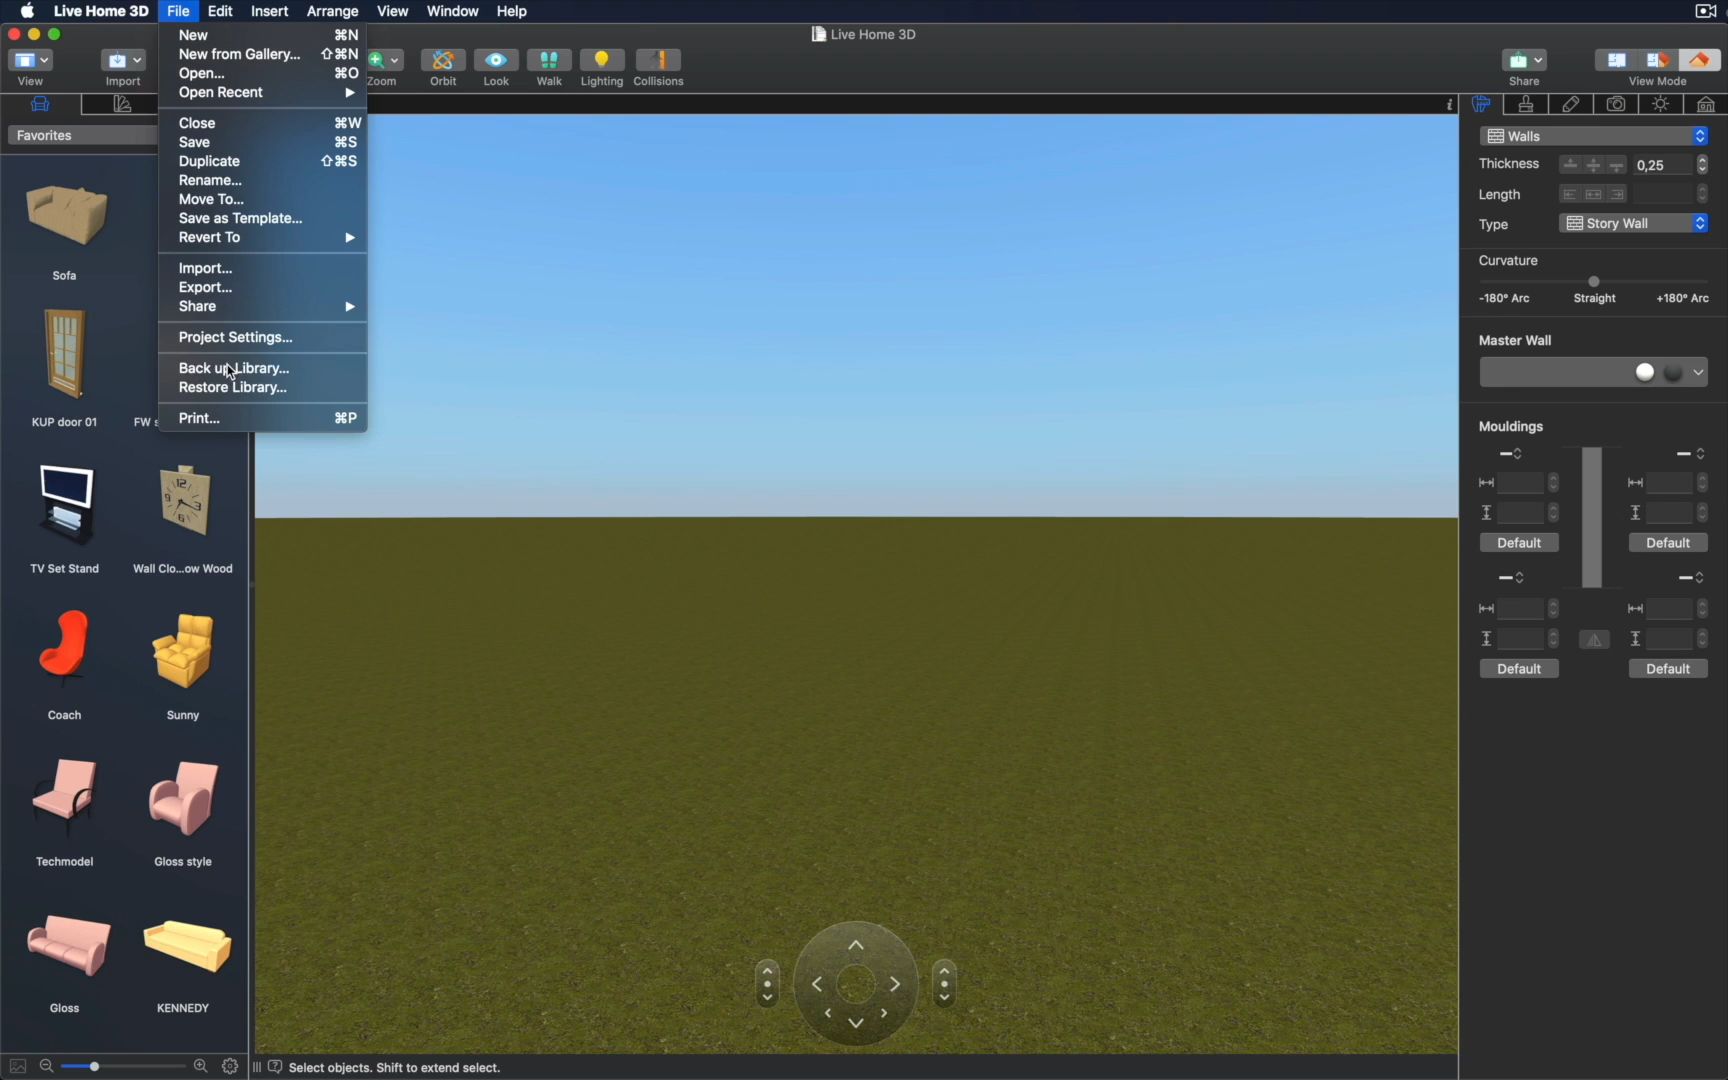 Live Home 3D File Edit Insert Arrange View Window Help
Live Home 3D
View Import Zoom Orbit Look Walk Lighting Collisions Share View Mode
New ⌘N
New from Gallery... ⇧⌘N
Open... ⌘O
Open Recent
Close ⌘W
Save ⌘S
Duplicate ⇧⌘S
Rename...
Move To...
Save as Template...
Revert To
Import...
Export...
Share
Project Settings...
Back up Library...
Restore Library...
Print... ⌘P
Favorites
Sofa
KUP door 01 FW s
TV Set Stand Wall Clo...ow Wood
12
9 3
6
Coach Sunny
Techmodel Gloss style
Gloss KENNEDY
i
Walls
Thickness 0,25
Length
Type Story Wall
Curvature
-180° Arc Straight +180° Arc
Master Wall
Mouldings
Default Default
Default Default
Select objects. Shift to extend select.